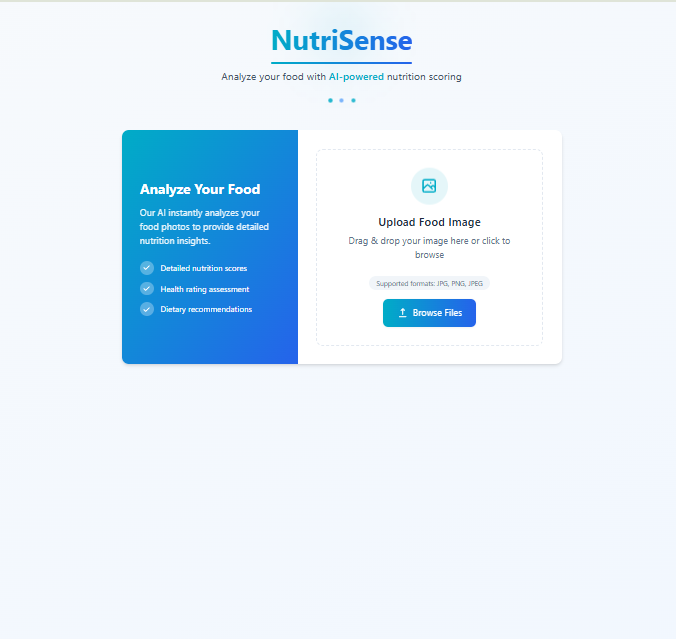 NutriSense
Analyze your food with AI-powered nutrition scoring
Analyze Your Food
Our AI instantly analyzes your
food photos to provide detailed
nutrition insights.
Detailed nutrition scores
Health rating assessment
Dietary recommendations
Upload Food Image
Drag & drop your image here or click to
browse
Supported formats: JPG, PNG, JPEG
Browse Files